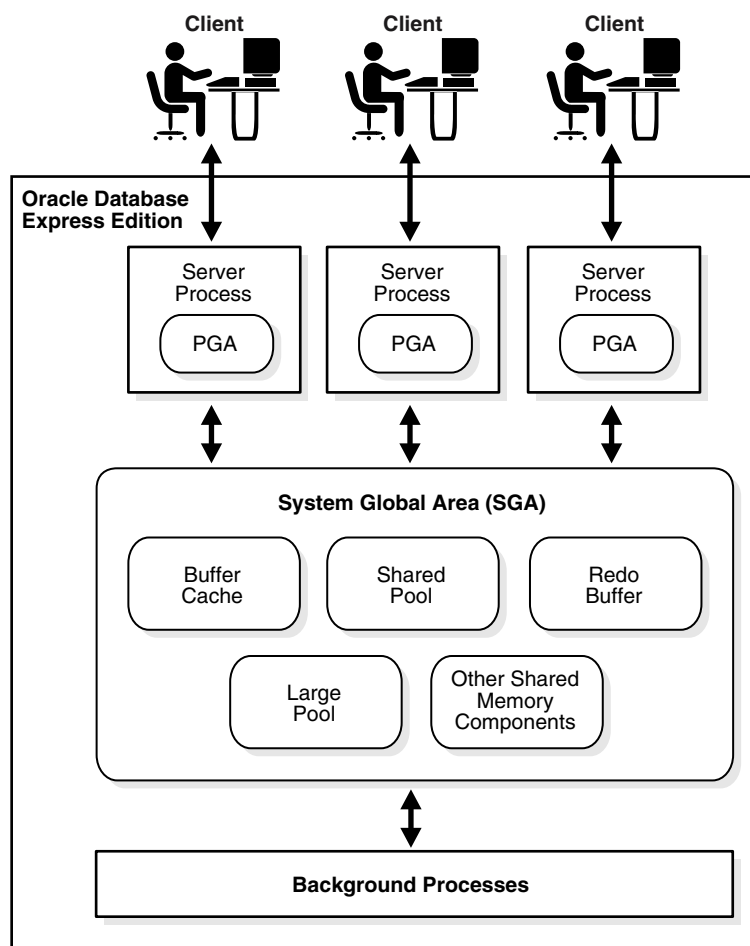 Client
Client
Client
Oracle Database
Express Edition
Server
Process
PGA
Server
Process
PGA
Server
Process
PGA
System Global Area (SGA)
Buffer
Cache
Shared
Pool
Redo
Buffer
Large
Pool
Other Shared
Memory
Components
Background Processes